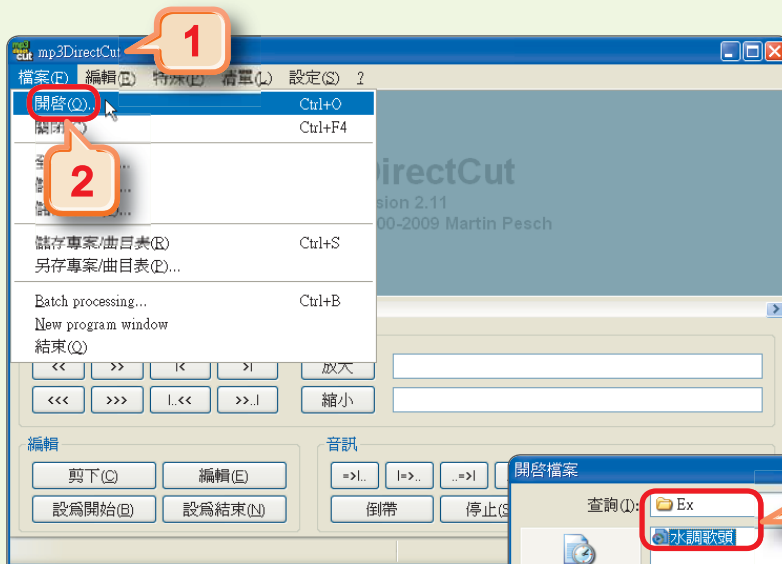 1
mp3DirectCut
檔案(F) 編輯(E) 特殊(P) 清單(L) 設定(S) ?
開啓(O)... Ctrl+O
關閉(C) Ctrl+F4
2
儲存專案/曲目表(R) Ctrl+S
另存專案/曲目表(P)...
Batch processing... Ctrl+B
New program window
結束(Q)
DirectCut
sion 2.11
00-2009 Martin Pesch
<< >> |< >| 放大
<<< >>> |..<< >>..| 縮小
編輯 音訊
剪下(C) 編輯(E) =>|.. |=>.. ..=>|
設爲開始(B) 設爲結束(N) 倒帶 停止(S
開啓檔案
查詢(I): Ex
水調歌頭